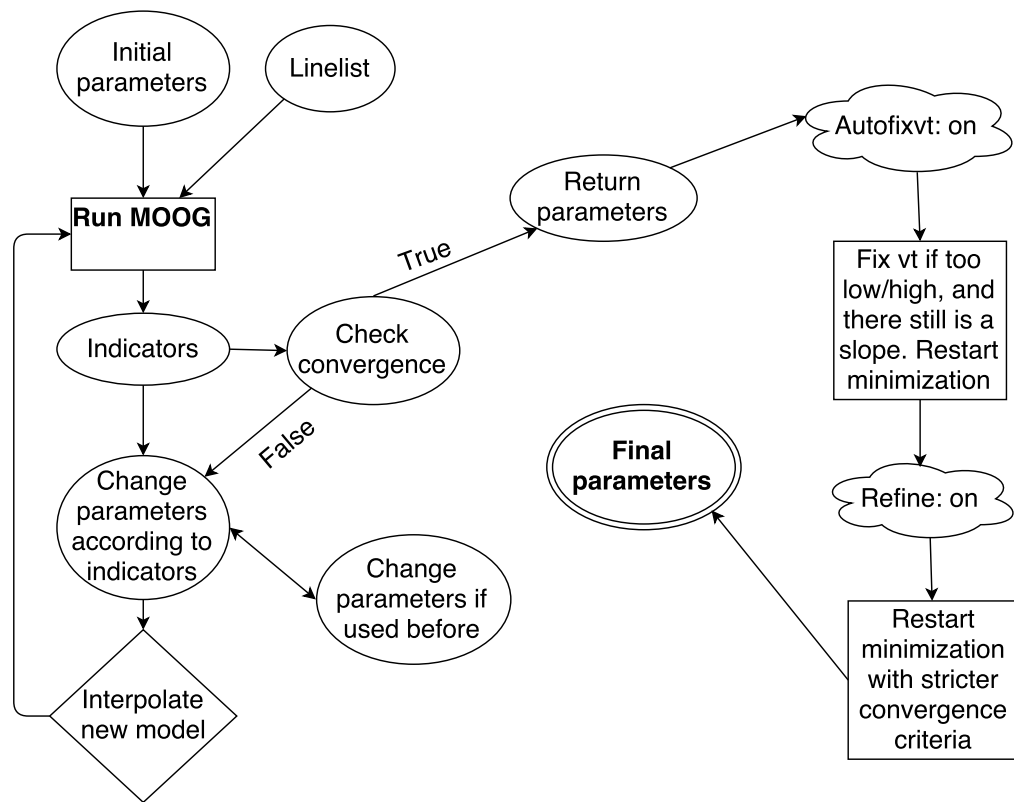 Initial
parameters
Linelist
Run MOOG
Indicators
Check
convergence
True
False
Return
parameters
Autofixvt: on
Fix vt if too
low/high, and
there still is a
slope. Restart
minimization
Refine: on
Restart
minimization
with stricter
convergence
criteria
Final
parameters
Change
parameters
according to
indicators
Change
parameters if
used before
Interpolate
new model